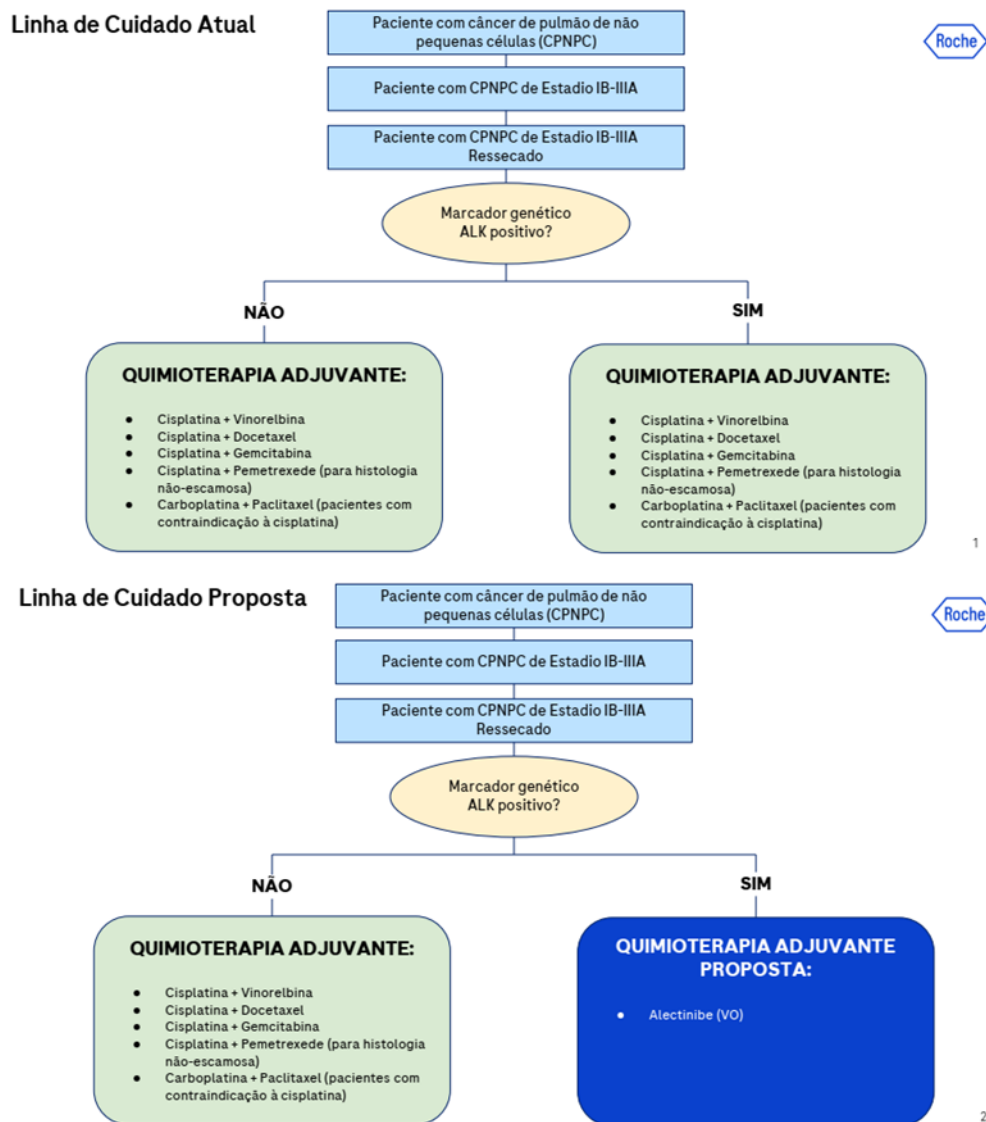 Linha de Cuidado Atual
Paciente com câncer de pulmão de não
pequenas células (CPNPC)
Roche
Paciente com CPNPC de Estadio IB-IIIA
Paciente com CPNPC de Estadio IB-IIIA
Ressecado
Marcador genético
ALK positivo?
NÃO
SIM
QUIMIOTERAPIA ADJUVANTE:
● Cisplatina + Vinorelbina
● Cisplatina + Docetaxel
● Cisplatina + Gemcitabina
● Cisplatina + Pemetrexede (para histologia
não-escamosa)
● Carboplatina + Paclitaxel (pacientes com
contraindicação à cisplatina)
QUIMIOTERAPIA ADJUVANTE:
● Cisplatina + Vinorelbina
● Cisplatina + Docetaxel
● Cisplatina + Gemcitabina
● Cisplatina + Pemetrexede (para histologia
não-escamosa)
● Carboplatina + Paclitaxel (pacientes com
contraindicação à cisplatina)
1
Linha de Cuidado Proposta
Paciente com câncer de pulmão de não
pequenas células (CPNPC)
Roche
Paciente com CPNPC de Estadio IB-IIIA
Paciente com CPNPC de Estadio IB-IIIA
Ressecado
Marcador genético
ALK positivo?
NÃO
SIM
QUIMIOTERAPIA ADJUVANTE:
● Cisplatina + Vinorelbina
● Cisplatina + Docetaxel
● Cisplatina + Gemcitabina
● Cisplatina + Pemetrexede (para histologia
não-escamosa)
● Carboplatina + Paclitaxel (pacientes com
contraindicação à cisplatina)
QUIMIOTERAPIA ADJUVANTE
PROPOSTA:
● Alectinibe (VO)
2